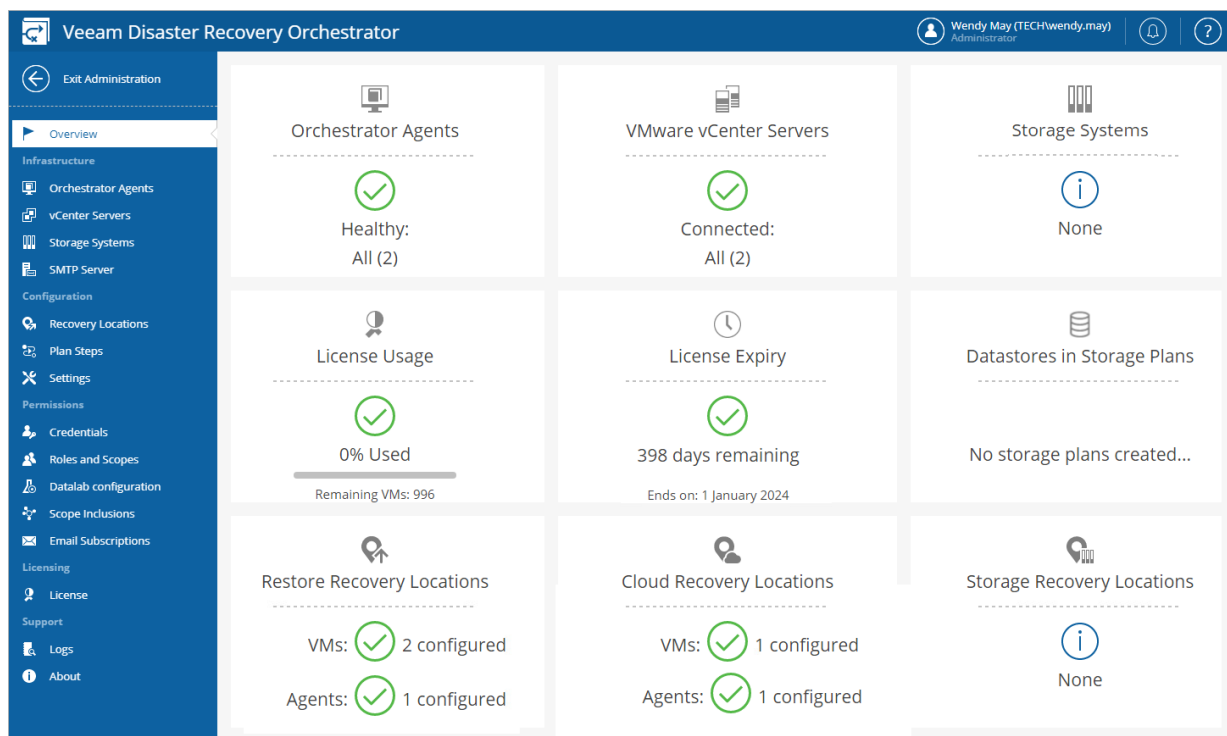 Veeam Disaster Recovery Orchestrator
Wendy May (TECH\wendy.may)
Administrator
Exit Administration
Overview
Infrastructure
Orchestrator Agents
vCenter Servers
Storage Systems
SMTP Server
Configuration
Recovery Locations
Plan Steps
Settings
Permissions
Credentials
Roles and Scopes
Datalab configuration
Scope Inclusions
Email Subscriptions
Licensing
License
Support
Logs
About
Orchestrator Agents
Healthy:
All (2)
VMware vCenter Servers
Connected:
All (2)
Storage Systems
None
License Usage
0% Used
Remaining VMs: 996
License Expiry
398 days remaining
Ends on: 1 January 2024
Datastores in Storage Plans
No storage plans created...
Restore Recovery Locations
VMs: 2 configured
Agents: 1 configured
Cloud Recovery Locations
VMs: 1 configured
Agents: 1 configured
Storage Recovery Locations
None